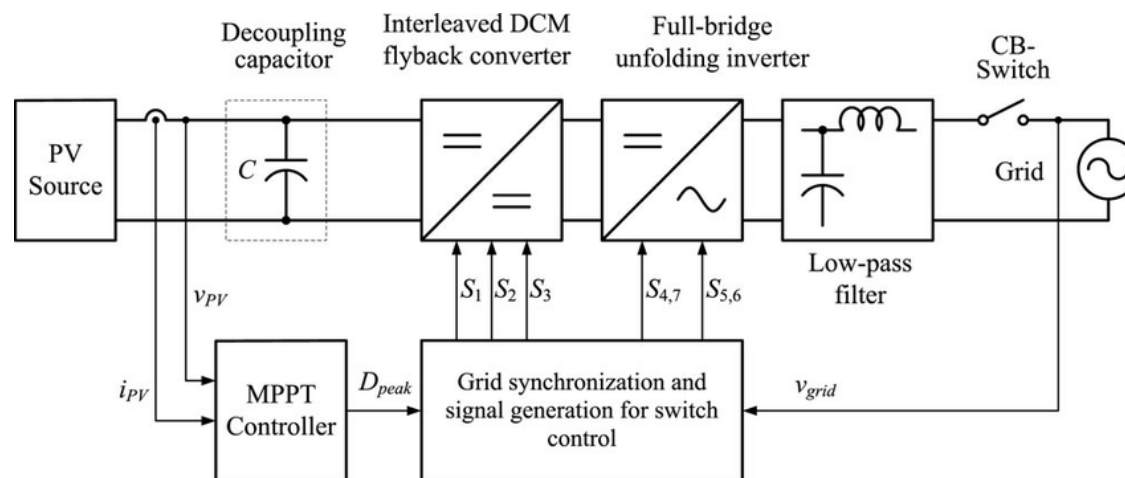 Decoupling
capacitor
Interleaved DCM
flyback converter
Full-bridge
unfolding inverter
CB-
Switch
PV
Source
C
Grid
Low-pass
filter
S1
S2
S3
S4,7
S5,6
vPV
iPV
MPPT
Controller
Dpeak
Grid synchronization and
signal generation for switch
control
vgrid